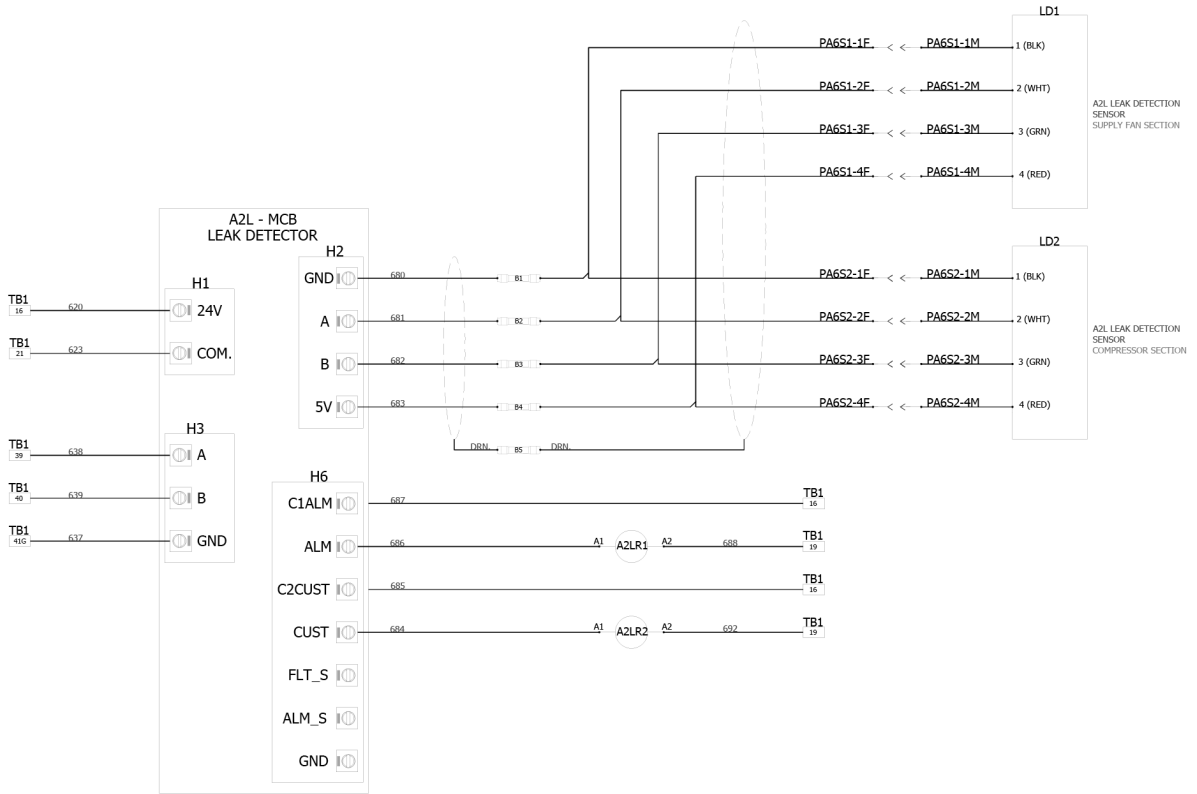 LD1
PA6S1-1F PA6S1-1M 1 (BLK)
PA6S1-2F PA6S1-2M 2 (WHT)
A2L LEAK DETECTION
SENSOR
SUPPLY FAN SECTION
PA6S1-3F PA6S1-3M 3 (GRN)
PA6S1-4F PA6S1-4M 4 (RED)
A2L - MCB
LEAK DETECTOR
LD2
H2
GND 680 B1 PA6S2-1F PA6S2-1M 1 (BLK)
H1
TB1
16
620 24V
A 681 B2 PA6S2-2F PA6S2-2M 2 (WHT)
A2L LEAK DETECTION
SENSOR
COMPRESSOR SECTION
TB1
21
623 COM.
B 682 B3 PA6S2-3F PA6S2-3M 3 (GRN)
5V 683 B4 PA6S2-4F PA6S2-4M 4 (RED)
H3
TB1
39
638 A
DRN. B5 DRN.
H6
TB1
40
639 B
C1ALM 687 TB1
16
TB1
41G
637 GND
ALM 686 A1 A2LR1 A2 688 TB1
19
C2CUST 685 TB1
16
CUST 684 A1 A2LR2 A2 692 TB1
19
FLT_S
ALM_S
GND